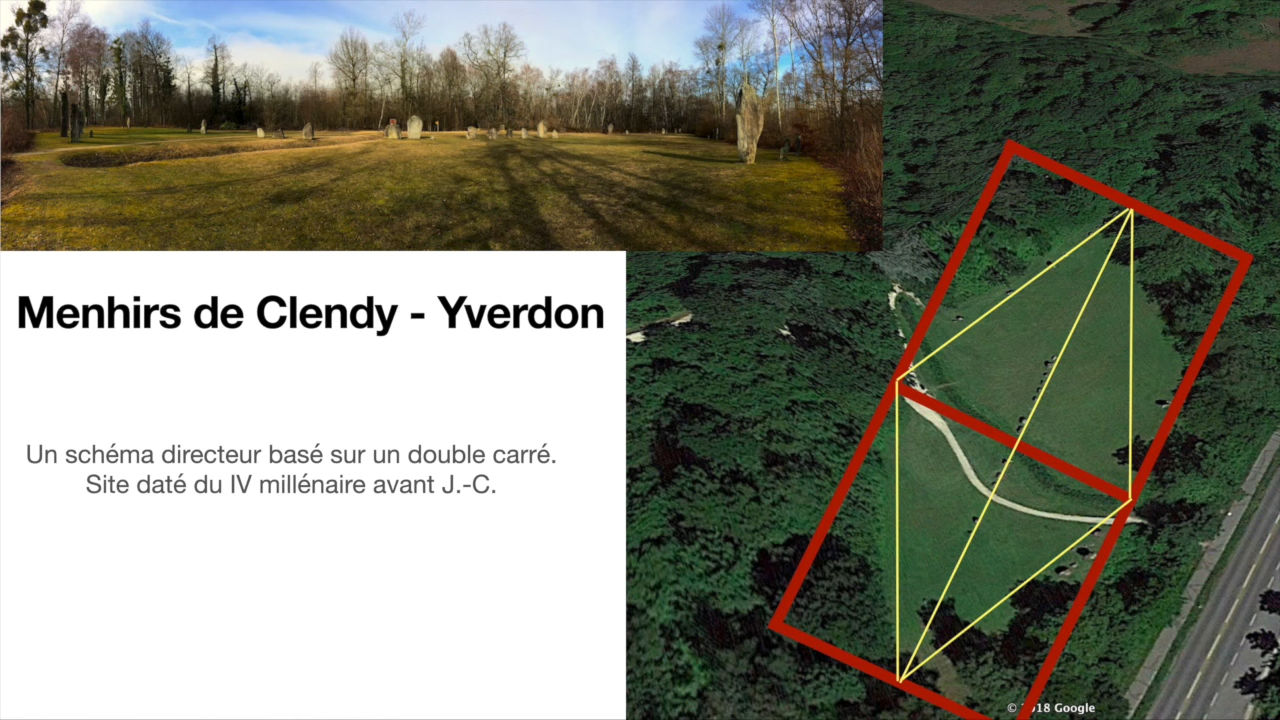 Menhirs de Clendy - Yverdon
Un schéma directeur basé sur un double carré.
Site daté du IV millénaire avant J.-C.
© 18 Google